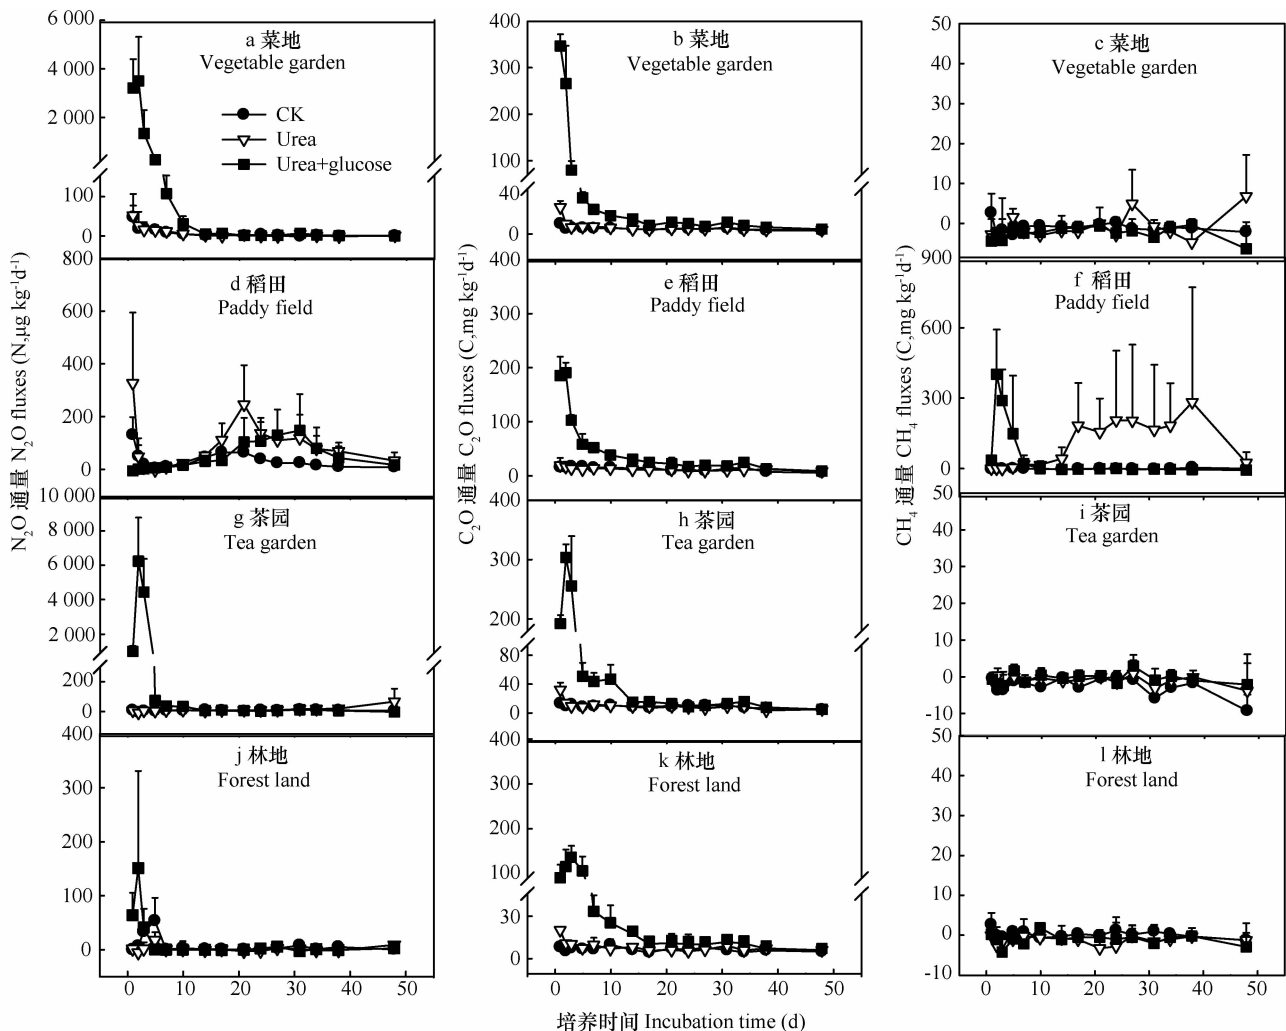 N₂O 通量 N₂O fluxes (N,μg kg⁻¹d⁻¹)
6 000
4 000
2 000
100
0
a 菜地
Vegetable garden
CK
Urea
Urea+glucose
800
600
400
200
0
d 稻田
Paddy field
10 000
8 000
6 000
4 000
2 000
200
0
g 茶园
Tea garden
400
300
200
100
0
j 林地
Forest land
0 10 20 30 40 50
C₂O 通量 C₂O fluxes (C,mg kg⁻¹d⁻¹)
400
300
200
100
40
0
b 菜地
Vegetable garden
400
300
200
100
0
e 稻田
Paddy field
400
300
200
80
40
0
h 茶园
Tea garden
400
300
200
100
30
0
k 林地
Forest land
0 10 20 30 40 50
CH₄ 通量 CH₄ fluxes (C,mg kg⁻¹d⁻¹)
50
40
30
20
10
0
c 菜地
Vegetable garden
900
600
300
0
f 稻田
Paddy field
50
40
30
20
10
0
-10
i 茶园
Tea garden
50
40
30
20
10
0
-10
l 林地
Forest land
0 10 20 30 40 50
培养时间 Incubation time (d)